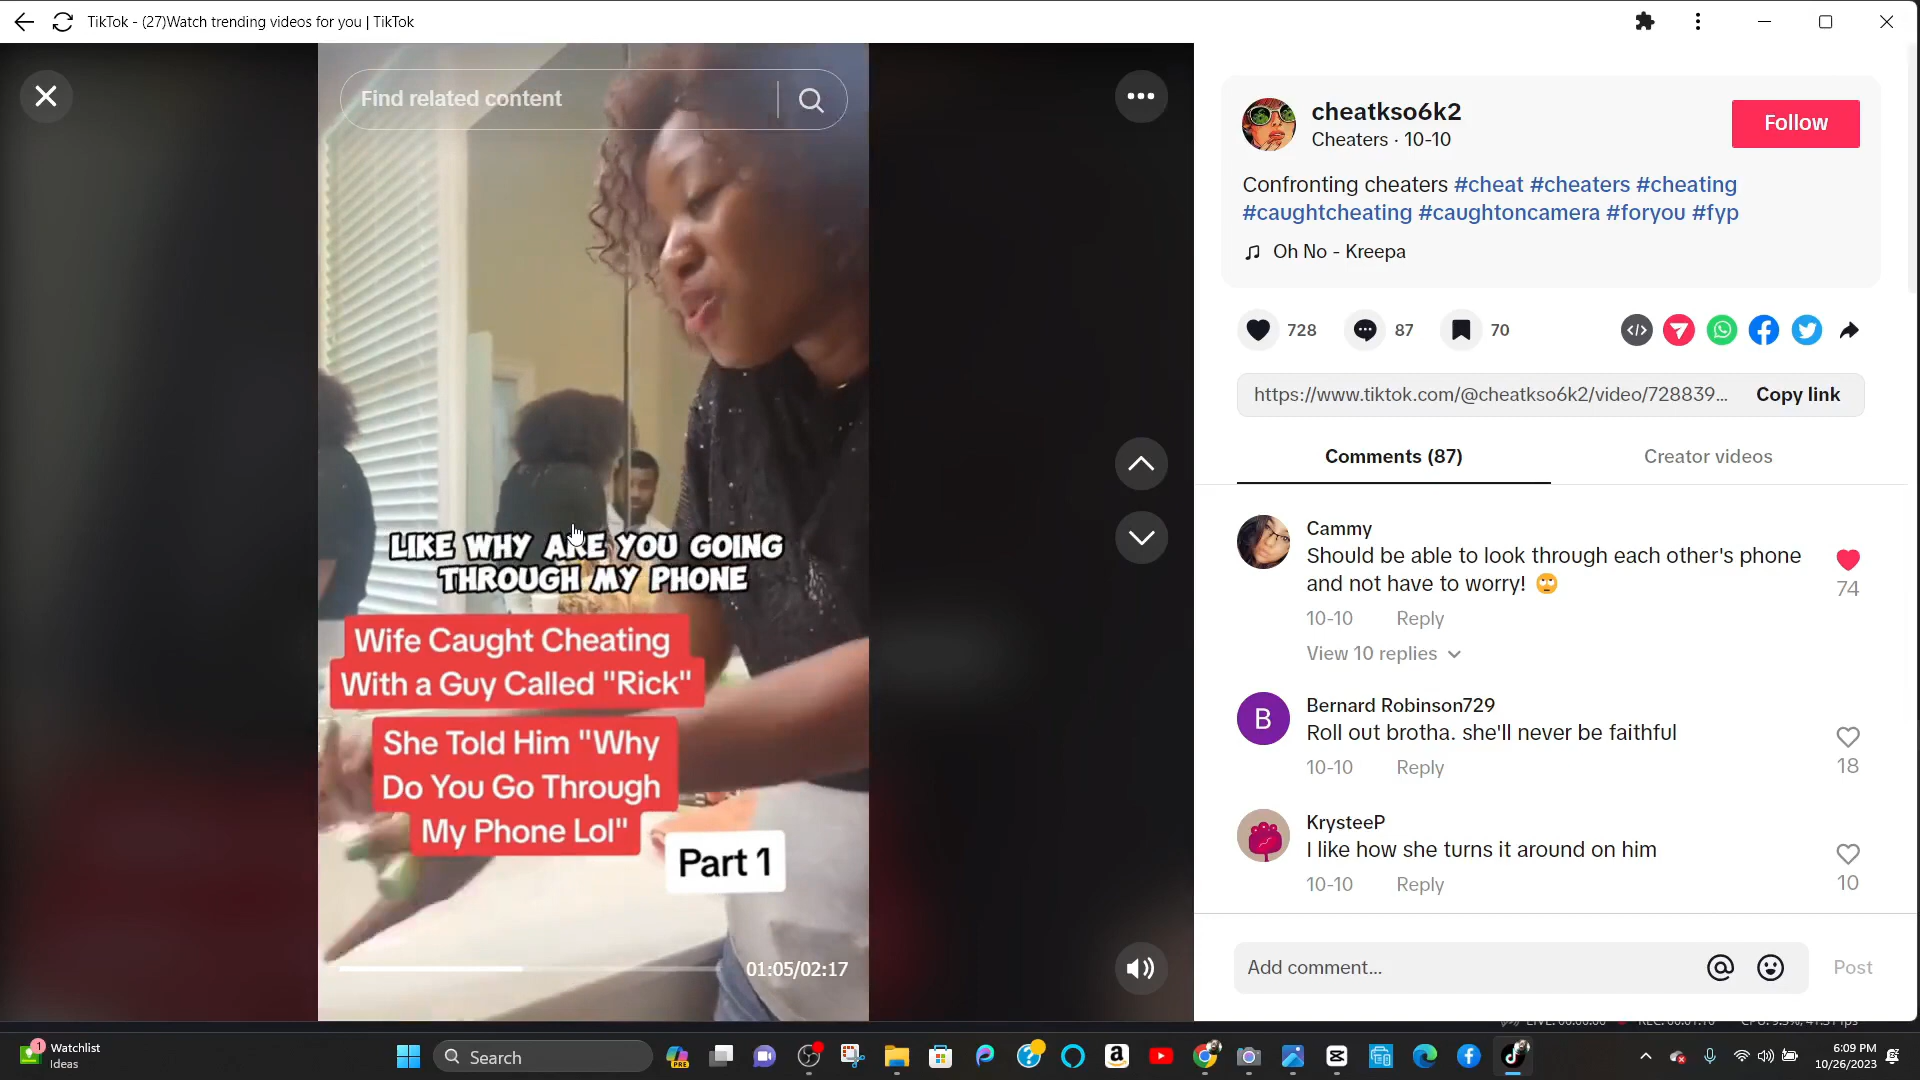 TikTok - (27)Watch trending videos for you | TikTok
Find related content
LIKE WHY ARE YOU GOING
THROUGH MY PHONE
Wife Caught Cheating
With a Guy Called "Rick"
She Told Him "Why
Do You Go Through
My Phone Lol"
Part 1
01:05/02:17
cheatkso6k2
Cheaters · 10-10
Follow
Confronting cheaters #cheat #cheaters #cheating
#caughtcheating #caughtoncamera #foryou #fyp
Oh No - Kreepa
728
87
70
https://www.tiktok.com/@cheatkso6k2/video/728839...
Copy link
Comments (87)
Creator videos
Cammy
Should be able to look through each other's phone
and not have to worry! 🙄
74
10-10 Reply
View 10 replies
B
Bernard Robinson729
Roll out brotha. she'll never be faithful
18
10-10 Reply
KrysteeP
I like how she turns it around on him
10
10-10 Reply
Add comment...
Post
1
Watchlist
Ideas
Search
PRE
6:09 PM
10/26/2023